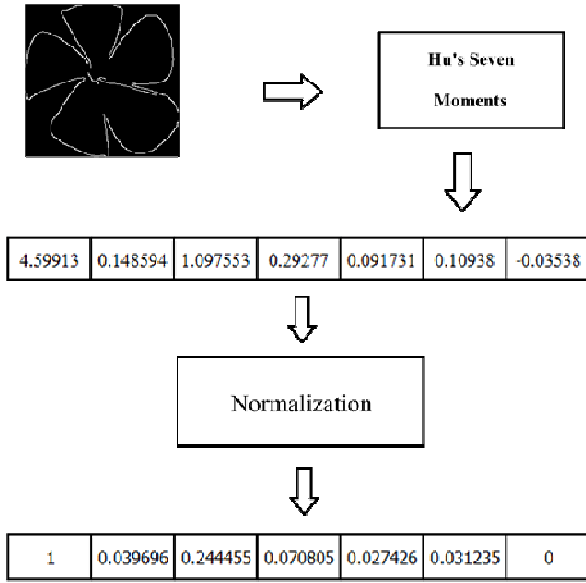 Hu's Seven
Moments
4.59913 0.148594 1.097553 0.29277 0.091731 0.10938 -0.03538
Normalization
1 0.039696 0.244455 0.070805 0.027426 0.031235 0